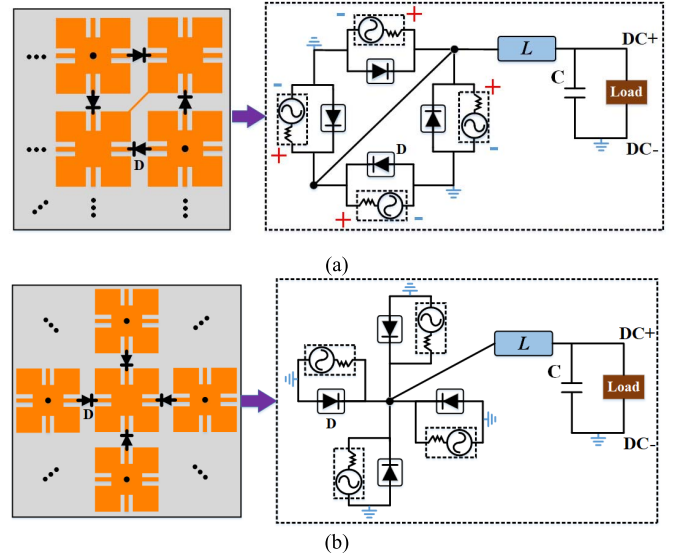 - +
L
DC+
C
Load
DC-
-
+
+
-
D
D
+ -
(a)
L
DC+
C
Load
DC-
D
D
(b)